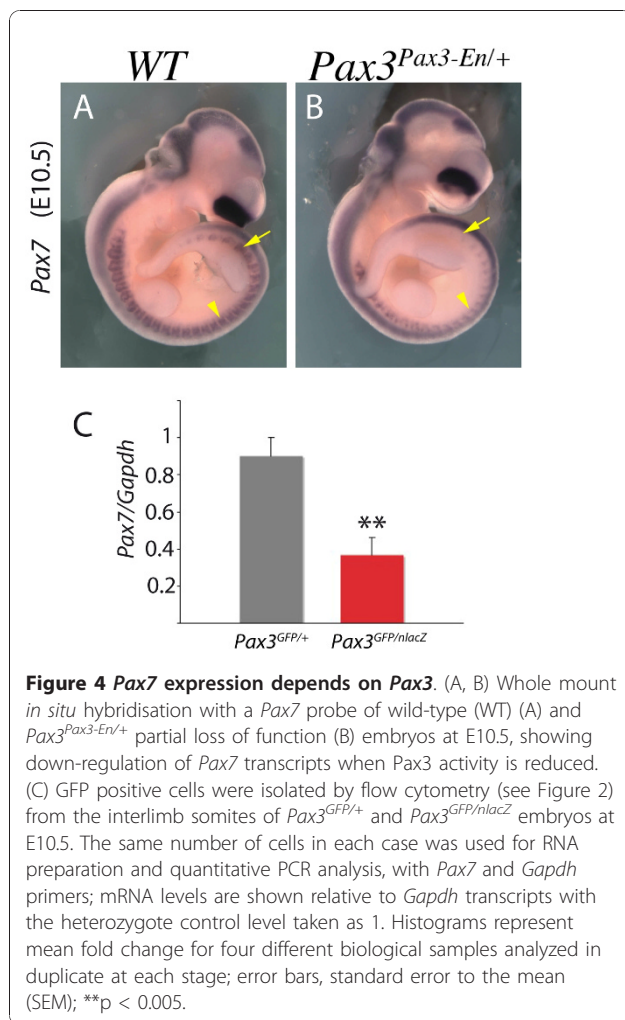 WT Pax3Pax3-En/+
A B
Pax7 (E10.5)
C
Pax7/Gapdh
1
0.8
0.6
0.4
0.2
**
Pax3GFP/+ Pax3GFP/nlacZ
Figure 4 Pax7 expression depends on Pax3. (A, B) Whole mount
in situ hybridisation with a Pax7 probe of wild-type (WT) (A) and
Pax3Pax3-En/+ partial loss of function (B) embryos at E10.5, showing
down-regulation of Pax7 transcripts when Pax3 activity is reduced.
(C) GFP positive cells were isolated by flow cytometry (see Figure 2)
from the interlimb somites of Pax3GFP/+ and Pax3GFP/nlacZ embryos at
E10.5. The same number of cells in each case was used for RNA
preparation and quantitative PCR analysis, with Pax7 and Gapdh
primers; mRNA levels are shown relative to Gapdh transcripts with
the heterozygote control level taken as 1. Histograms represent
mean fold change for four different biological samples analyzed in
duplicate at each stage; error bars, standard error to the mean
(SEM); **p < 0.005.